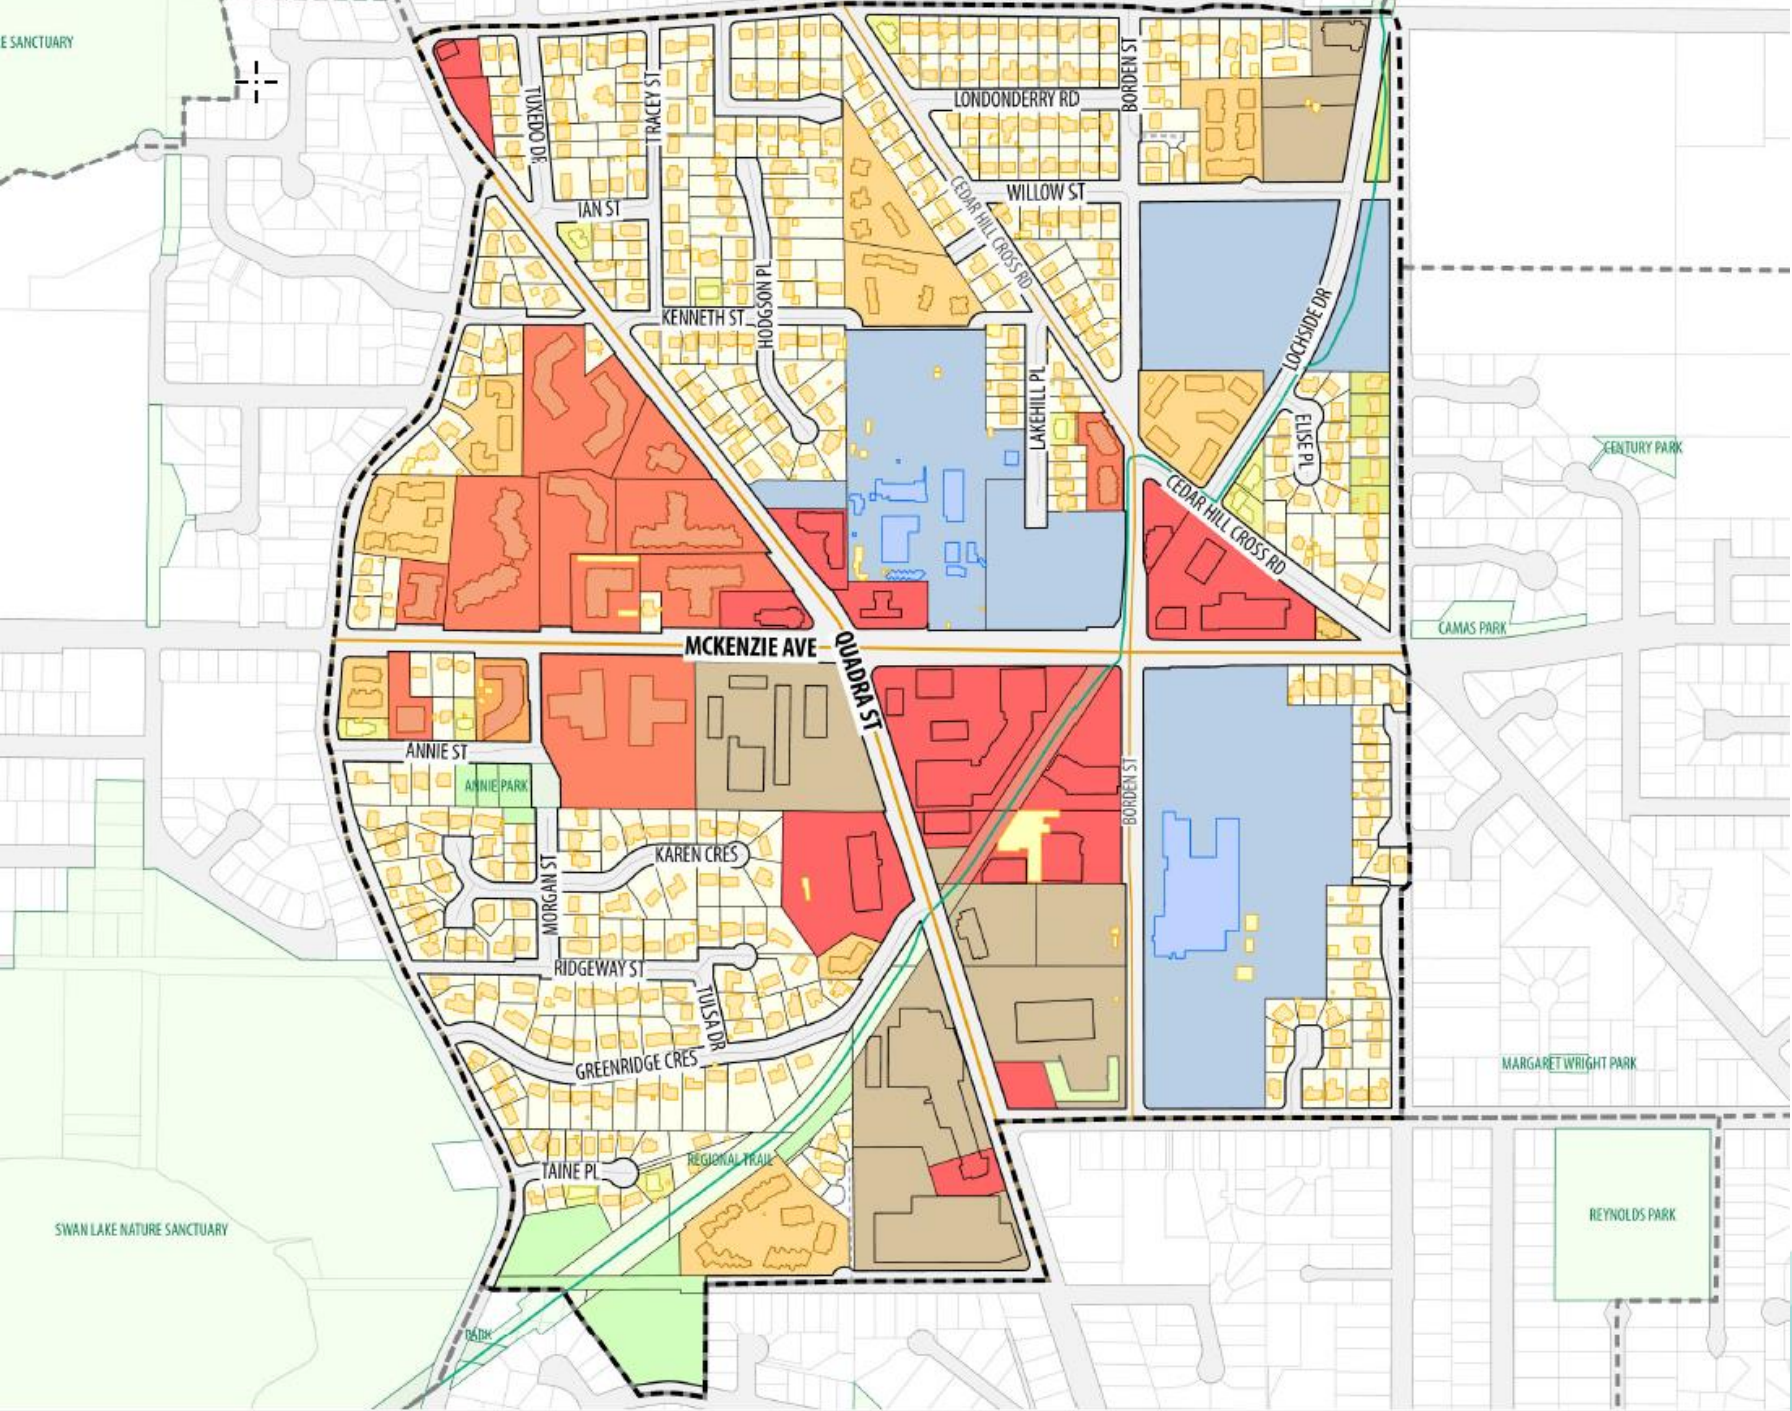 E SANCTUARY
TUXEDO DR
TRACEY ST
BORDEN ST
LONDONDERRY RD
CEDAR HILL CROSS RD
WILLOW ST
IAN ST
HODGSON PL
KENNETH ST
LOCHSIDE DR
LAKEHILL PL
ELISE PL
CENTURY PARK
CEDAR HILL CROSS RD
CAMAS PARK
MCKENZIE AVE
QUADRA ST
ANNIE ST
ANNIE PARK
BORDEN ST
KAREN CRES
MORGAN ST
RIDGEWAY ST
TULSA DR
GREENRIDGE CRES
MARGARET WRIGHT PARK
REGIONAL TRAIL
TAINE PL
SWAN LAKE NATURE SANCTUARY
REYNOLDS PARK
PARK